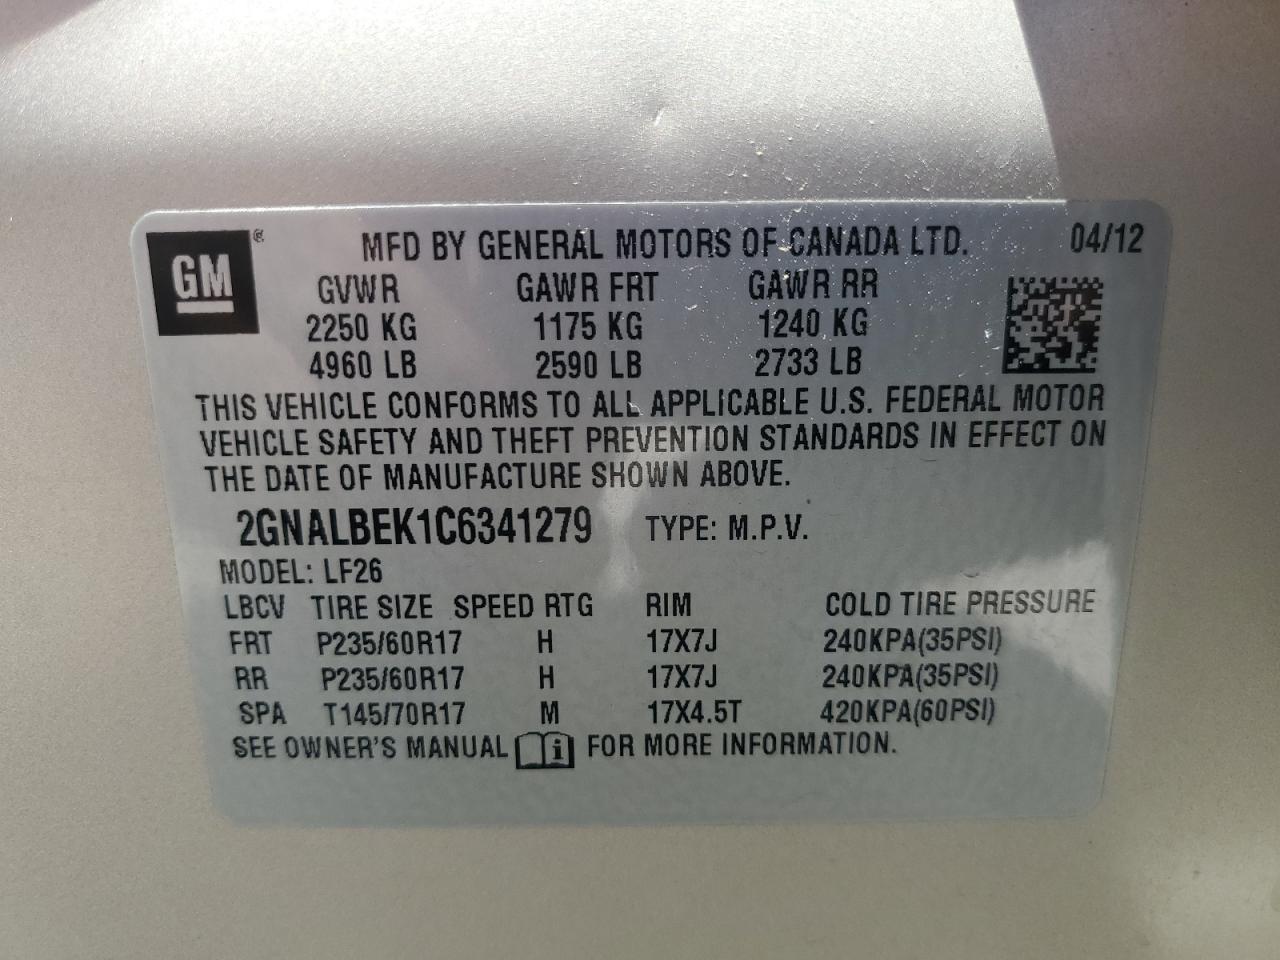 GM ® MFD BY GENERAL MOTORS OF CANADA LTD. 04/12
GVWR GAWR FRT GAWR RR
2250 KG 1175 KG 1240 KG
4960 LB 2590 LB 2733 LB
THIS VEHICLE CONFORMS TO ALL APPLICABLE U.S. FEDERAL MOTOR
VEHICLE SAFETY AND THEFT PREVENTION STANDARDS IN EFFECT ON
THE DATE OF MANUFACTURE SHOWN ABOVE.
2GNALBEK1C6341279 TYPE: M.P.V.
MODEL: LF26
LBCV TIRE SIZE SPEED RTG RIM COLD TIRE PRESSURE
FRT P235/60R17 H 17X7J 240KPA(35PSI)
RR P235/60R17 H 17X7J 240KPA(35PSI)
SPA T145/70R17 M 17X4.5T 420KPA(60PSI)
SEE OWNER'S MANUAL i FOR MORE INFORMATION.